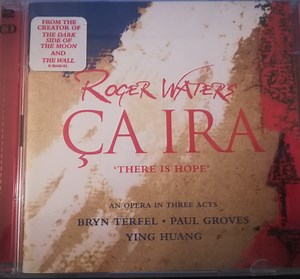 FROM THE
CREATOR OF
THE DARK
SIDE OF
THE MOON
AND
THE WALL
ROGER WATERS
ÇA IRA
'THERE IS HOPE'
AN OPERA IN THREE ACTS
BRYN TERFEL • PAUL GROVES
YING HUANG